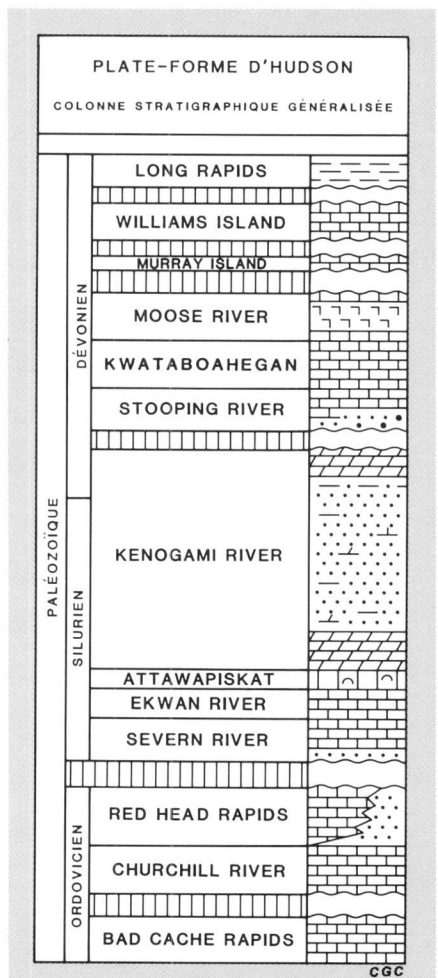 PLATE-FORME D'HUDSON
COLONNE STRATIGRAPHIQUE GÉNÉRALISÉE
PALÉOZOÏQUE
DÉVONIEN
LONG RAPIDS
WILLIAMS ISLAND
MURRAY ISLAND
MOOSE RIVER
KWATABOAHEGAN
STOOPING RIVER
SILURIEN
KENOGAMI RIVER
ATTAWAPISKAT
EKWAN RIVER
SEVERN RIVER
ORDOVICIEN
RED HEAD RAPIDS
CHURCHILL RIVER
BAD CACHE RAPIDS
CGC